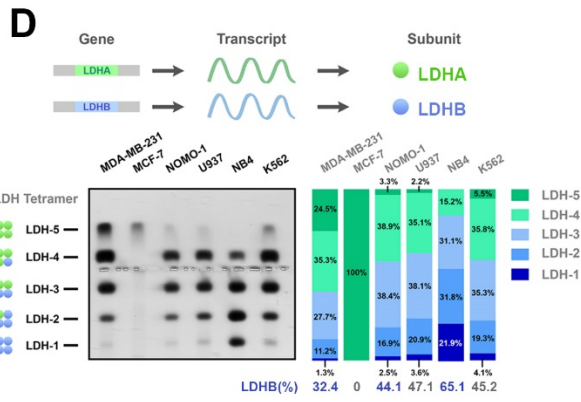 D
Gene Transcript Subunit
LDHA LDHA
LDHB LDHB
MDA-MB-231 MCF-7 NOMO-1 U937 NB4 K562
MDA-MB-231 MCF-7 NOMO-1 U937 NB4 K562
LDH Tetramer
LDH-5
LDH-4
LDH-3
LDH-2
LDH-1
3.3% 2.2%
24.5% 15.2% 5.5%
38.9% 35.1% 35.8%
35.3% 31.1%
100%
27.7% 38.4% 38.1% 31.8% 35.3%
11.2% 16.9% 20.9% 21.9% 19.3%
1.3% 2.5% 3.6% 4.1%
LDH-5
LDH-4
LDH-3
LDH-2
LDH-1
LDHB(%) 32.4 0 44.1 47.1 65.1 45.2